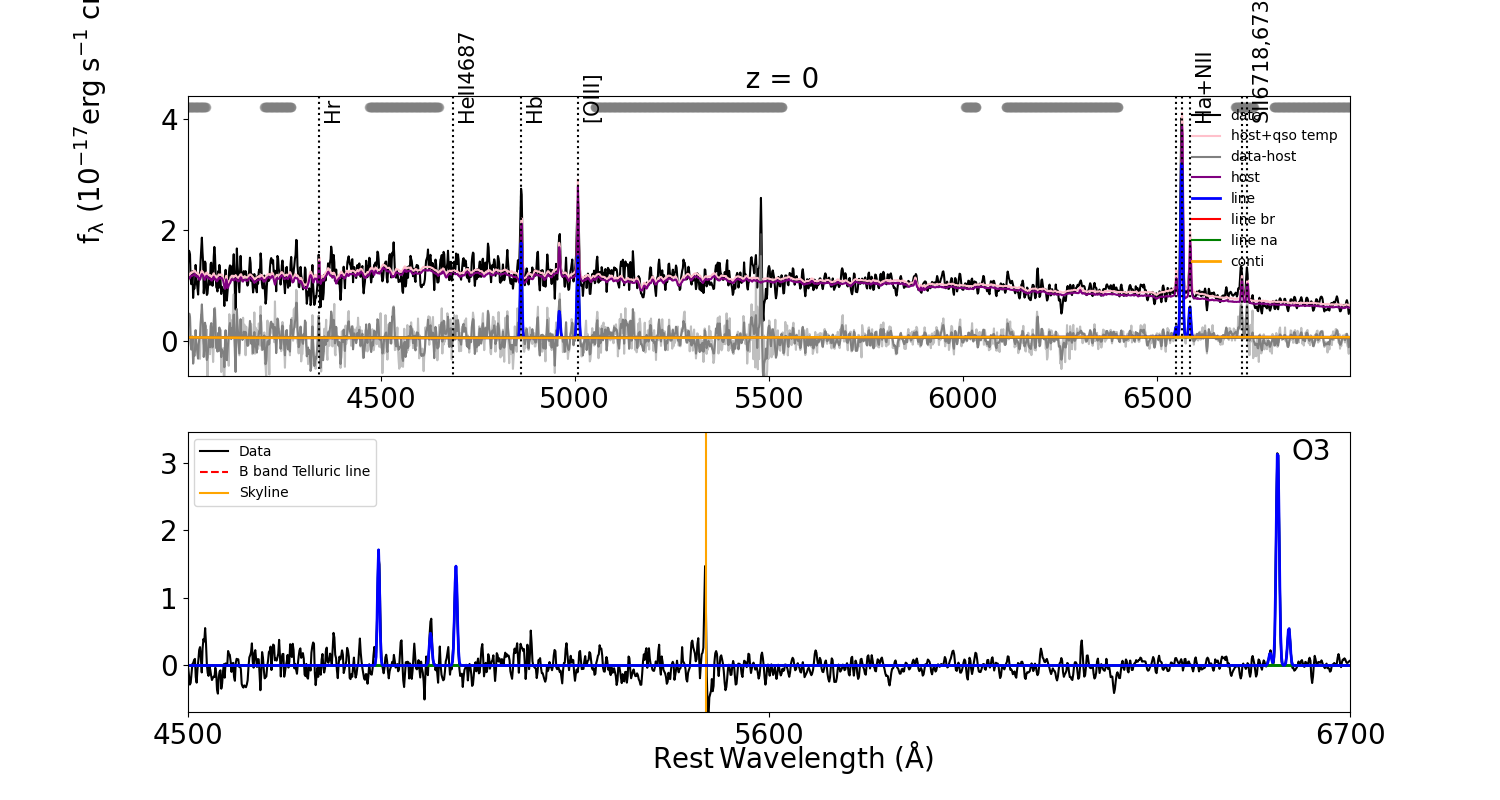 z = 0
Hr
HeII4687
Hb
[OIII]
Ha+NII
SII6718,673
f_λ (10^{-17} erg s^{-1} c
4
2
0
data
host+qso temp
data-host
host
line
line br
line na
conti
4500 5000 5500 6000 6500
Data
B band Telluric line
Skyline
O3
3
2
1
0
4500 5600 6700
Rest Wavelength (Å)